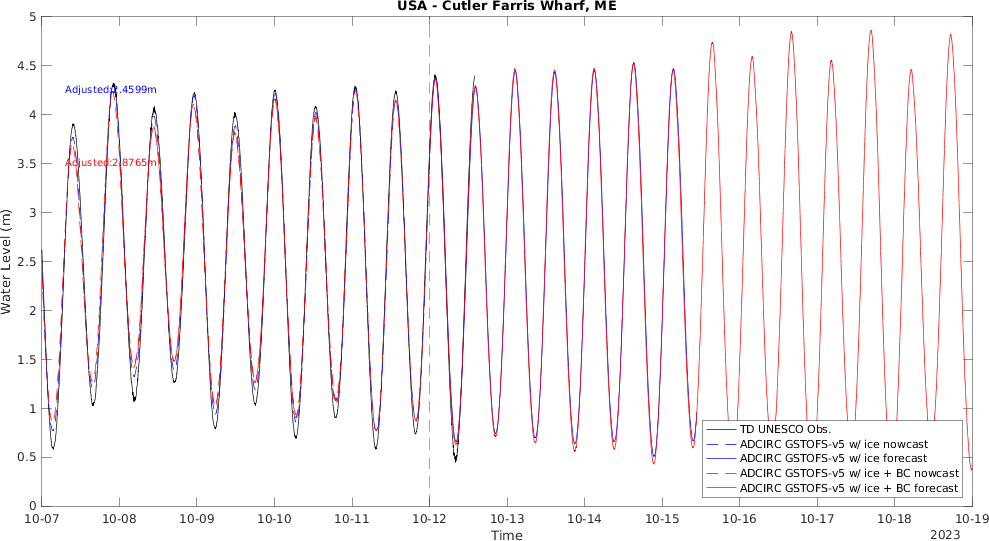 USA - Cutler Farris Wharf, ME
5
4.5
4
3.5
3
2.5
2
1.5
1
0.5
0
Water Level (m)
Adjusted:2.4599m
Adjusted:2.8765m
TD UNESCO Obs.
ADCIRC GSTOFS-v5 w/ ice nowcast
ADCIRC GSTOFS-v5 w/ ice forecast
ADCIRC GSTOFS-v5 w/ ice + BC nowcast
ADCIRC GSTOFS-v5 w/ ice + BC forecast
10-07 10-08 10-09 10-10 10-11 10-12 10-13 10-14 10-15 10-16 10-17 10-18 10-19
Time
2023